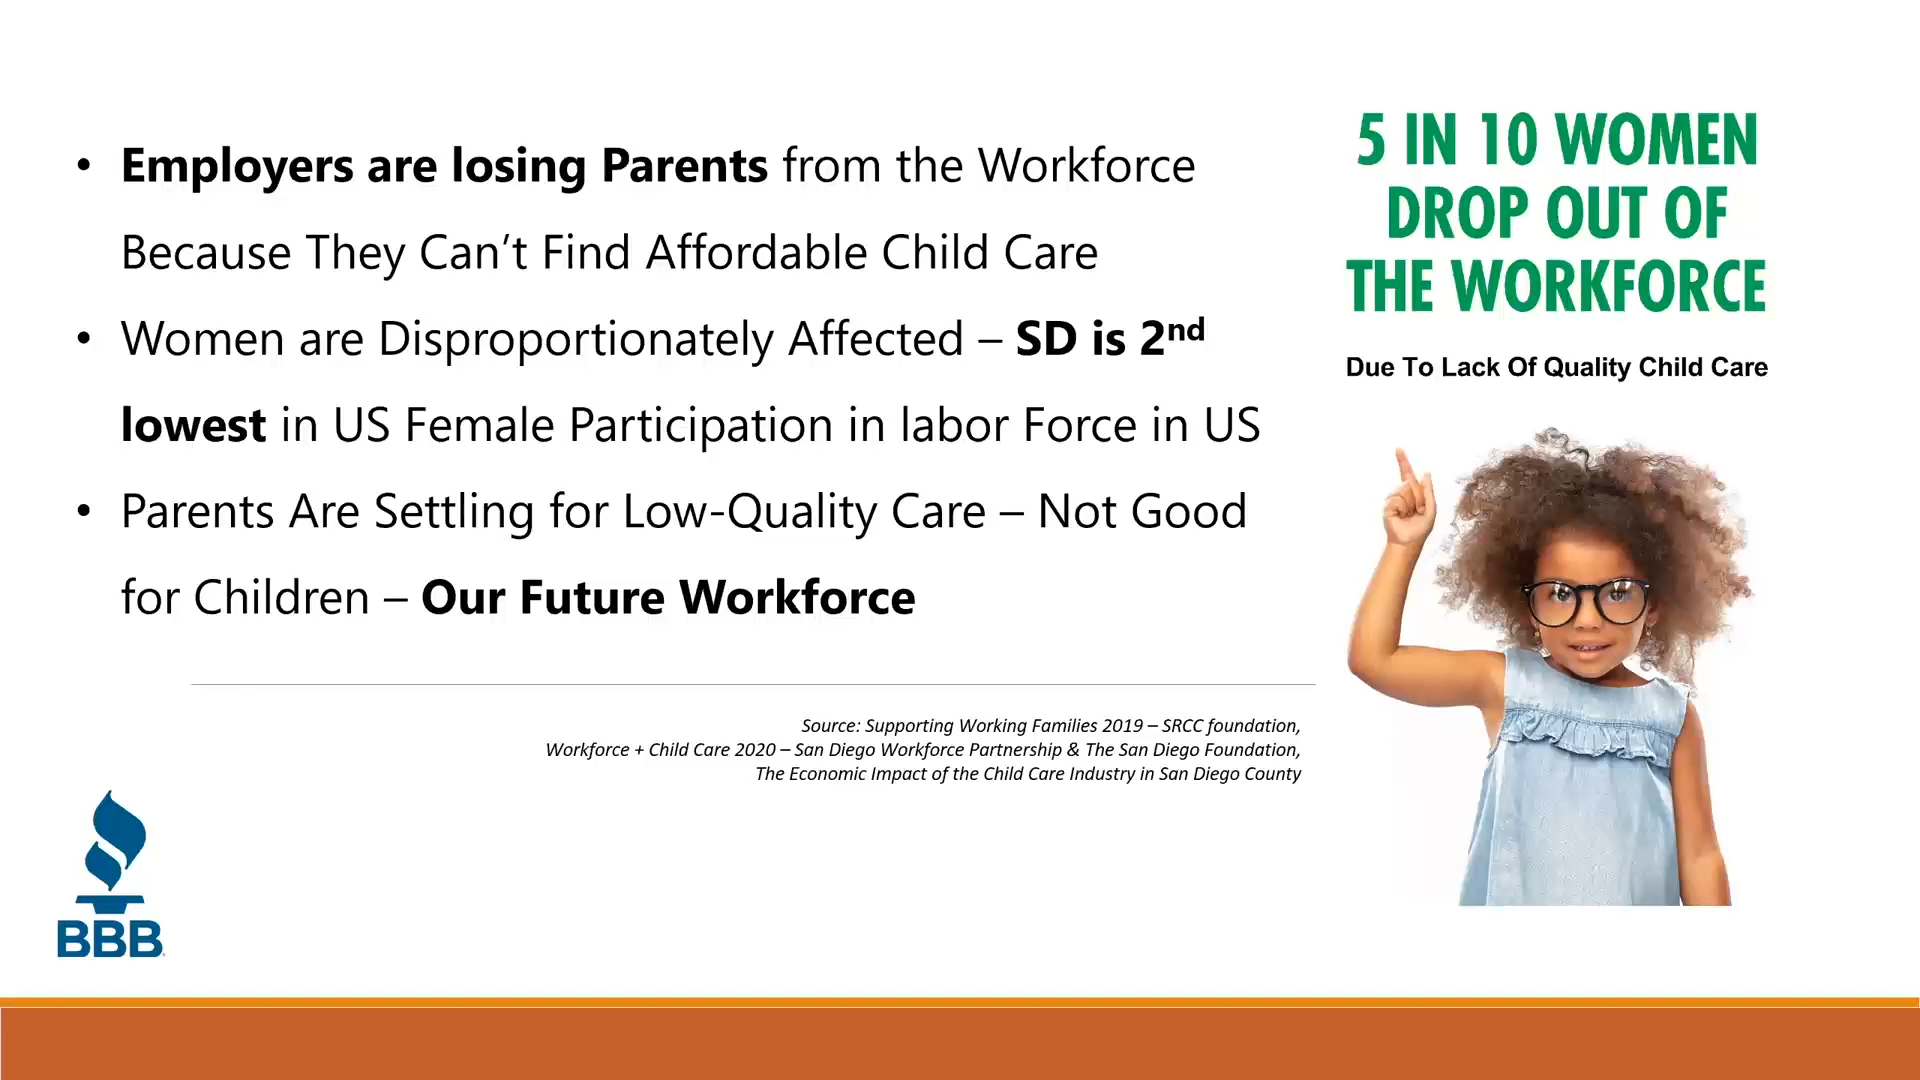 • Employers are losing Parents from the Workforce
Because They Can’t Find Affordable Child Care
• Women are Disproportionately Affected – SD is 2nd
lowest in US Female Participation in labor Force in US
• Parents Are Settling for Low-Quality Care – Not Good
for Children – Our Future Workforce
Source: Supporting Working Families 2019 – SRCC foundation,
Workforce + Child Care 2020 – San Diego Workforce Partnership & The San Diego Foundation,
The Economic Impact of the Child Care Industry in San Diego County
5 IN 10 WOMEN
DROP OUT OF
THE WORKFORCE
Due To Lack Of Quality Child Care
BBB